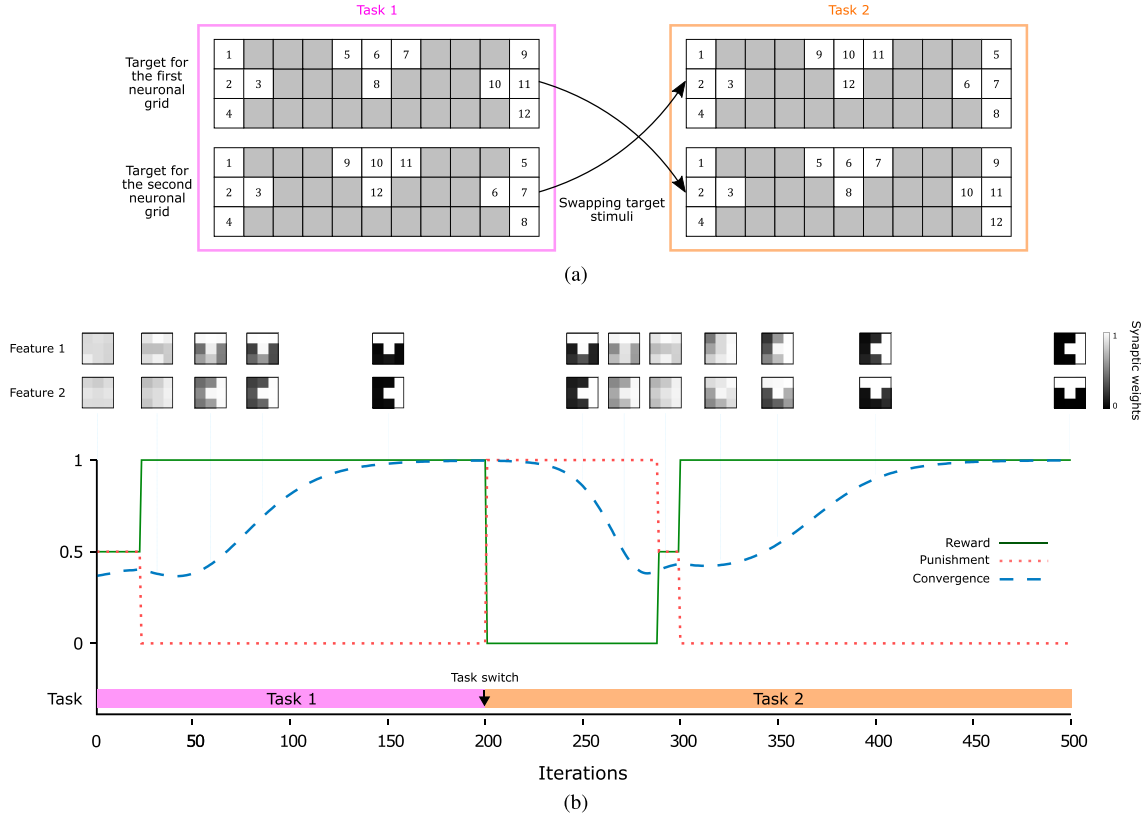 Task 1
Task 2
Target for
the first
neuronal
grid
1 5 6 7 9
2 3 8 10 11
4 12
1 9 10 11 5
2 3 12 6 7
4 8
Target for
the second
neuronal
grid
1 9 10 11 5
2 3 12 6 7
4 8
1 5 6 7 9
2 3 8 10 11
4 12
Swapping target
stimuli
(a)
Feature 1
Feature 2
1
0
Synaptic weights
1
0.5
0
Reward
Punishment
Convergence
Task switch
Task
Task 1
Task 2
0 50 100 150 200 250 300 350 400 450 500
Iterations
(b)